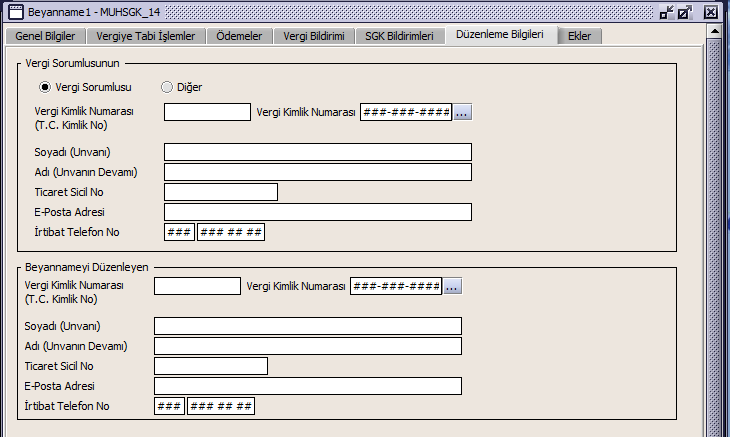 Beyanname1 - MUHSGK_14
Genel Bilgiler Vergiye Tabi İşlemler Ödemeler Vergi Bildirimi SGK Bildirimleri Düzenleme Bilgileri Ekler
Vergi Sorumlusunun
Vergi Sorumlusu Diğer
Vergi Kimlik Numarası Vergi Kimlik Numarası ###-###-#### ...
(T.C. Kimlik No)
Soyadı (Unvanı)
Adı (Unvanın Devamı)
Ticaret Sicil No
E-Posta Adresi
İrtibat Telefon No ### ### ## ##
Beyannameyi Düzenleyen
Vergi Kimlik Numarası Vergi Kimlik Numarası ###-###-#### ...
(T.C. Kimlik No)
Soyadı (Unvanı)
Adı (Unvanın Devamı)
Ticaret Sicil No
E-Posta Adresi
İrtibat Telefon No ### ### ## ##